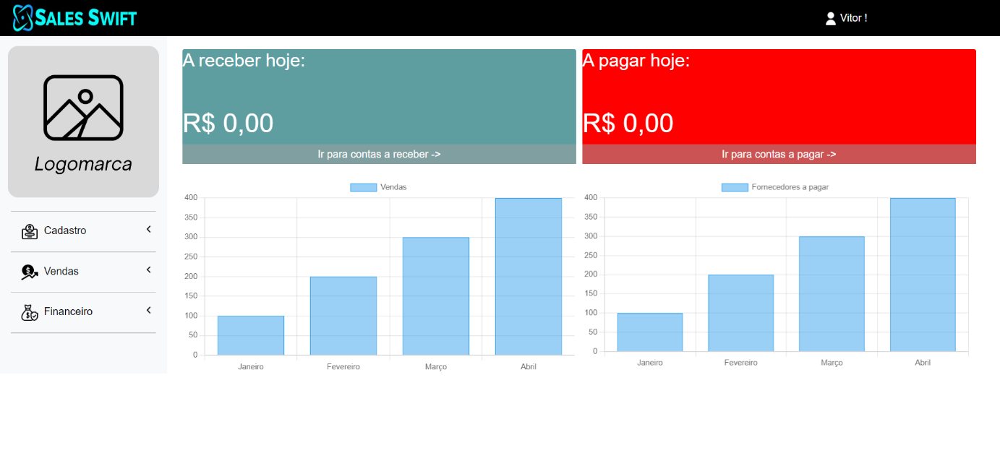 SALES SWIFT
Vitor !
Logomarca
Cadastro
Vendas
Financeiro
A receber hoje:
R$ 0,00
Ir para contas a receber ->
A pagar hoje:
R$ 0,00
Ir para contas a pagar ->
Vendas
400
350
300
250
200
150
100
50
0
Janeiro Fevereiro Março Abril
Fornecedores a pagar
400
350
300
250
200
150
100
50
0
Janeiro Fevereiro Março Abril